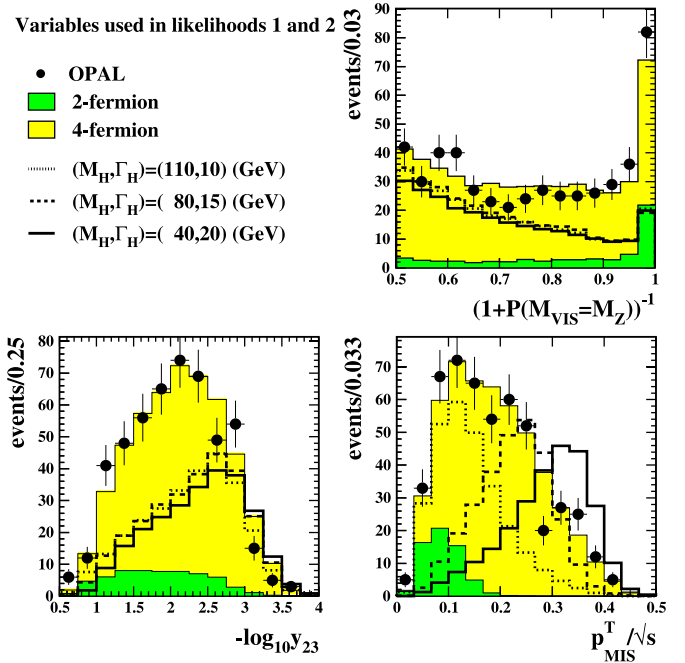 Variables used in likelihoods 1 and 2
OPAL
2-fermion
4-fermion
(M_H,Γ_H)=(110,10) (GeV)
(M_H,Γ_H)=( 80,15) (GeV)
(M_H,Γ_H)=( 40,20) (GeV)
events/0.03
90
80
70
60
50
40
30
20
10
0
0.5 0.6 0.7 0.8 0.9 1
(1+P(M_VIS=M_Z))^-1
events/0.25
80
70
60
50
40
30
20
10
0
0.5 1 1.5 2 2.5 3 3.5 4
-log_10 y_23
events/0.033
80
70
60
50
40
30
20
10
0
0 0.1 0.2 0.3 0.4 0.5
p^T_MIS/√s